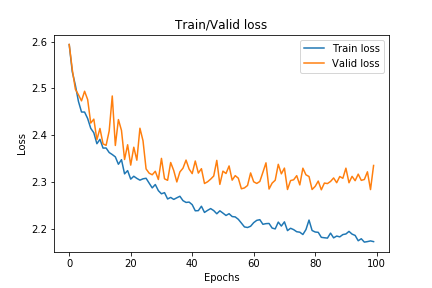 Train/Valid loss
Train loss
Valid loss
Loss
2.6
2.5
2.4
2.3
2.2
0 20 40 60 80 100
Epochs